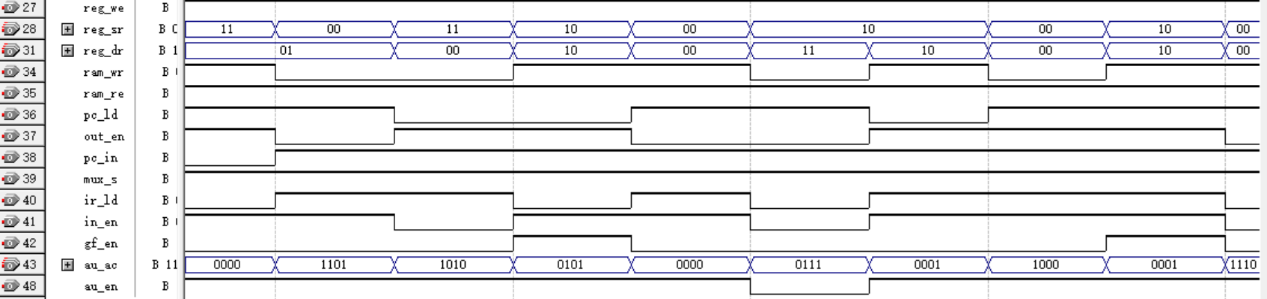 27 reg_we B
28 reg_sr B 11 00 11 10 00 10 00 10 00
31 reg_dr B 1 01 00 10 00 11 10 00 10 00
34 ram_wr B
35 ram_re B
36 pc_ld B
37 out_en B
38 pc_in B
39 mux_s B
40 ir_ld B
41 in_en B
42 gf_en B
43 au_ac B 11 0000 1101 1010 0101 0000 0111 0001 1000 0001 1110
48 au_en B